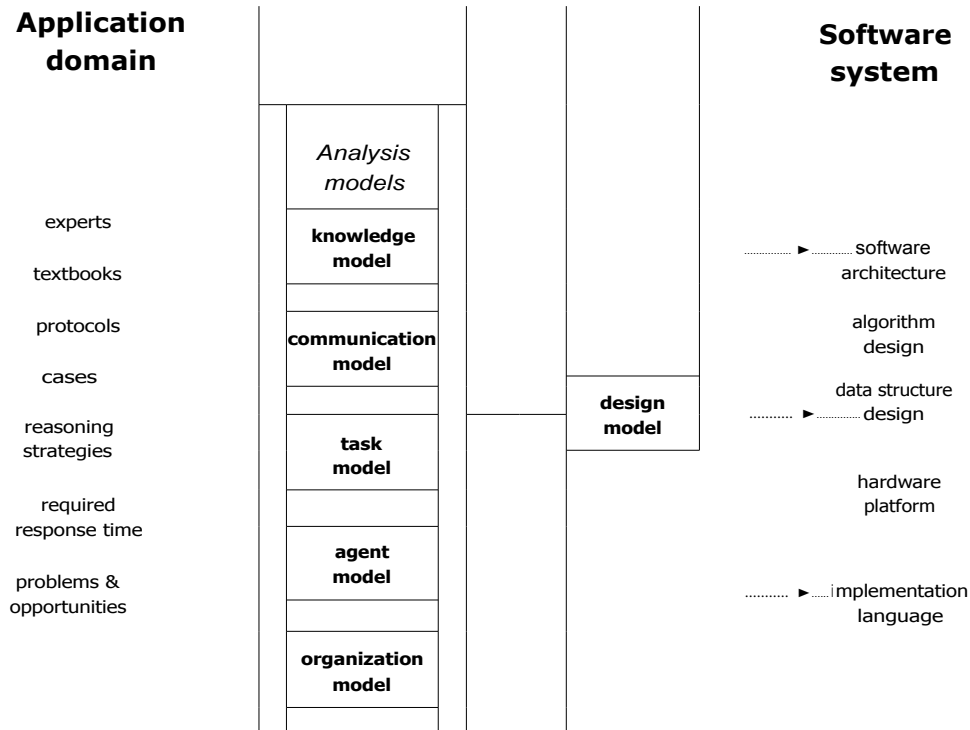 Application
domain
experts
textbooks
protocols
cases
reasoning
strategies
required
response time
problems &
opportunities
Analysis
models
knowledge
model
communication
model
task
model
agent
model
organization
model
design
model
Software
system
software
architecture
algorithm
design
data structure
design
hardware
platform
implementation
language